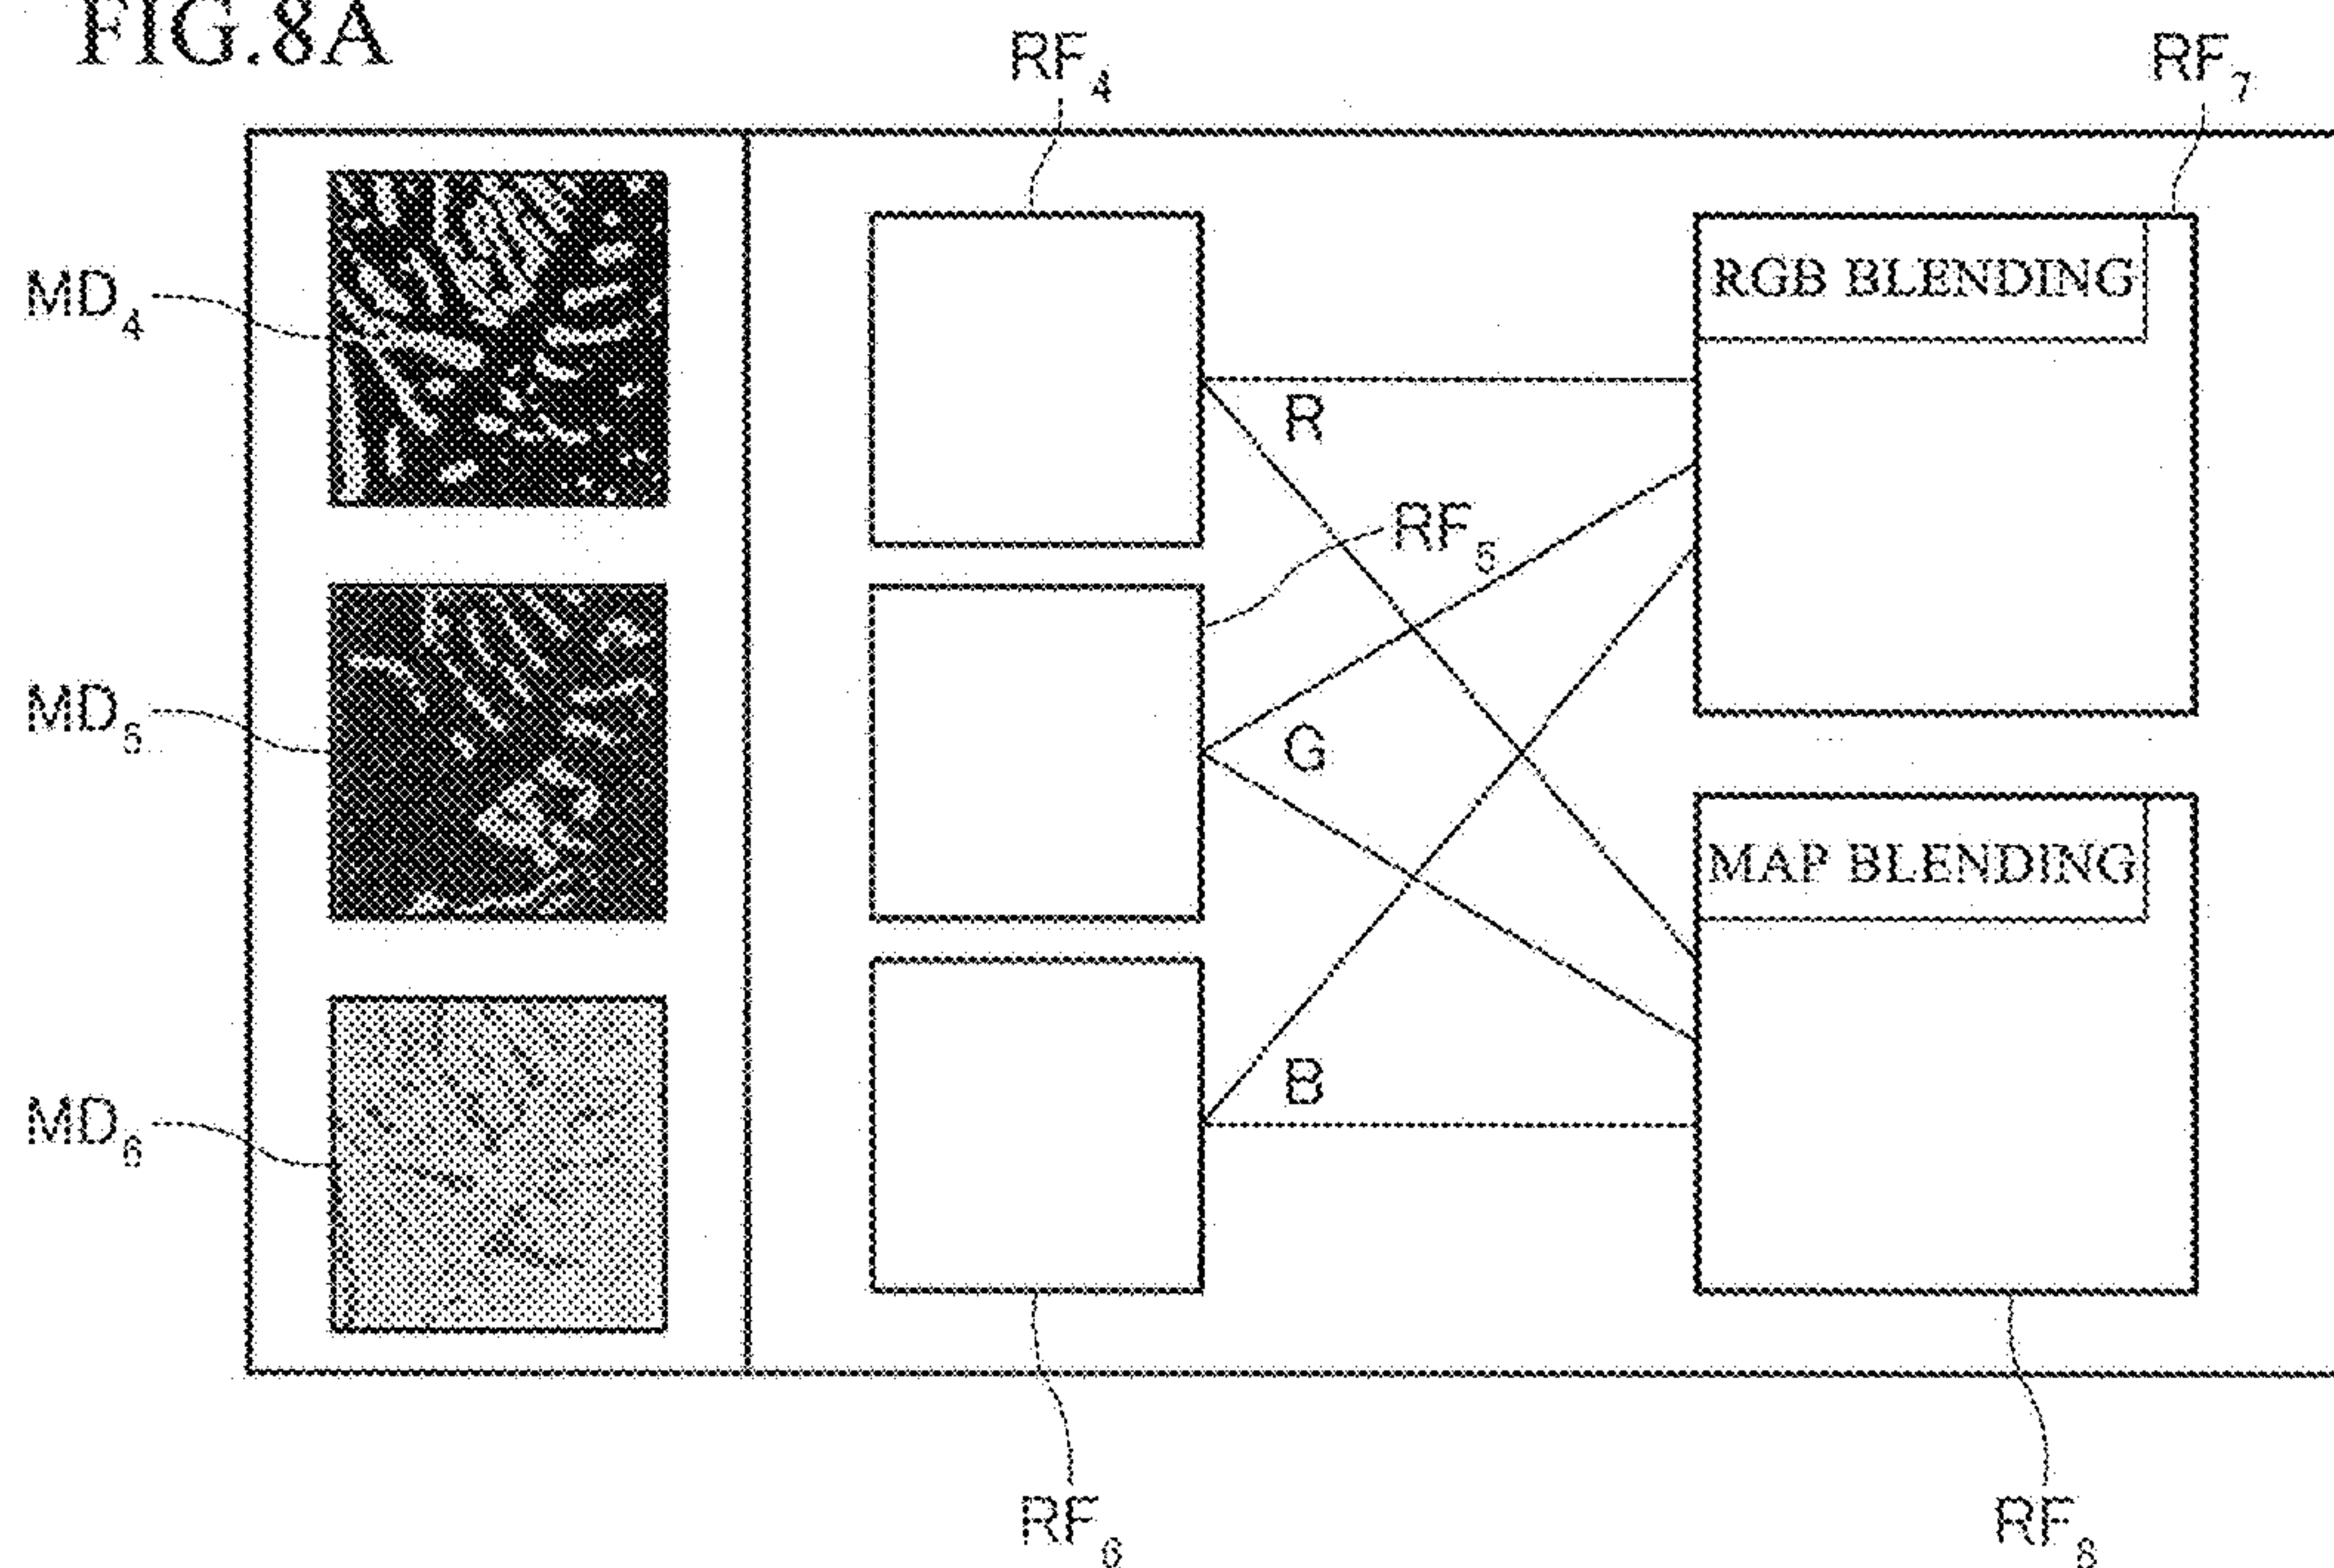 FIG.8A
RF4
RF7
MD4
RGB BLENDING
R
RF5
MD5
G
MAP BLENDING
B
MD6
RF6
RF8